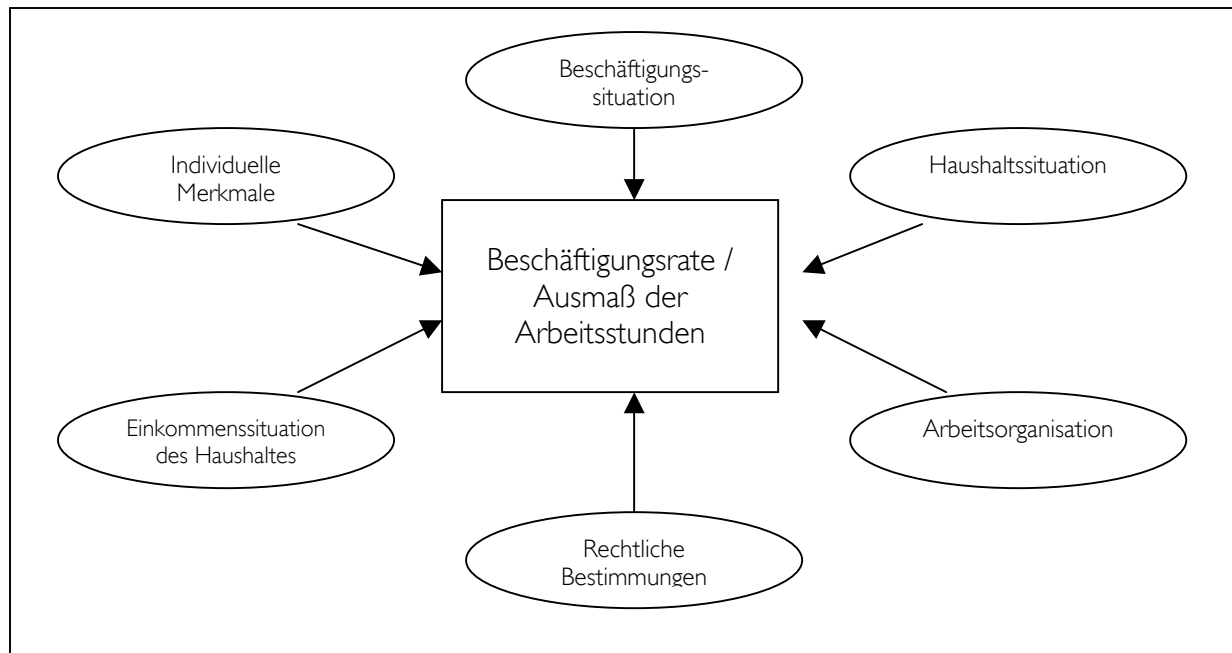 Beschäftigungs-
situation
Individuelle
Merkmale
Haushaltssituation
Beschäftigungsrate /
Ausmaß der
Arbeitsstunden
Einkommenssituation
des Haushaltes
Arbeitsorganisation
Rechtliche
Bestimmungen